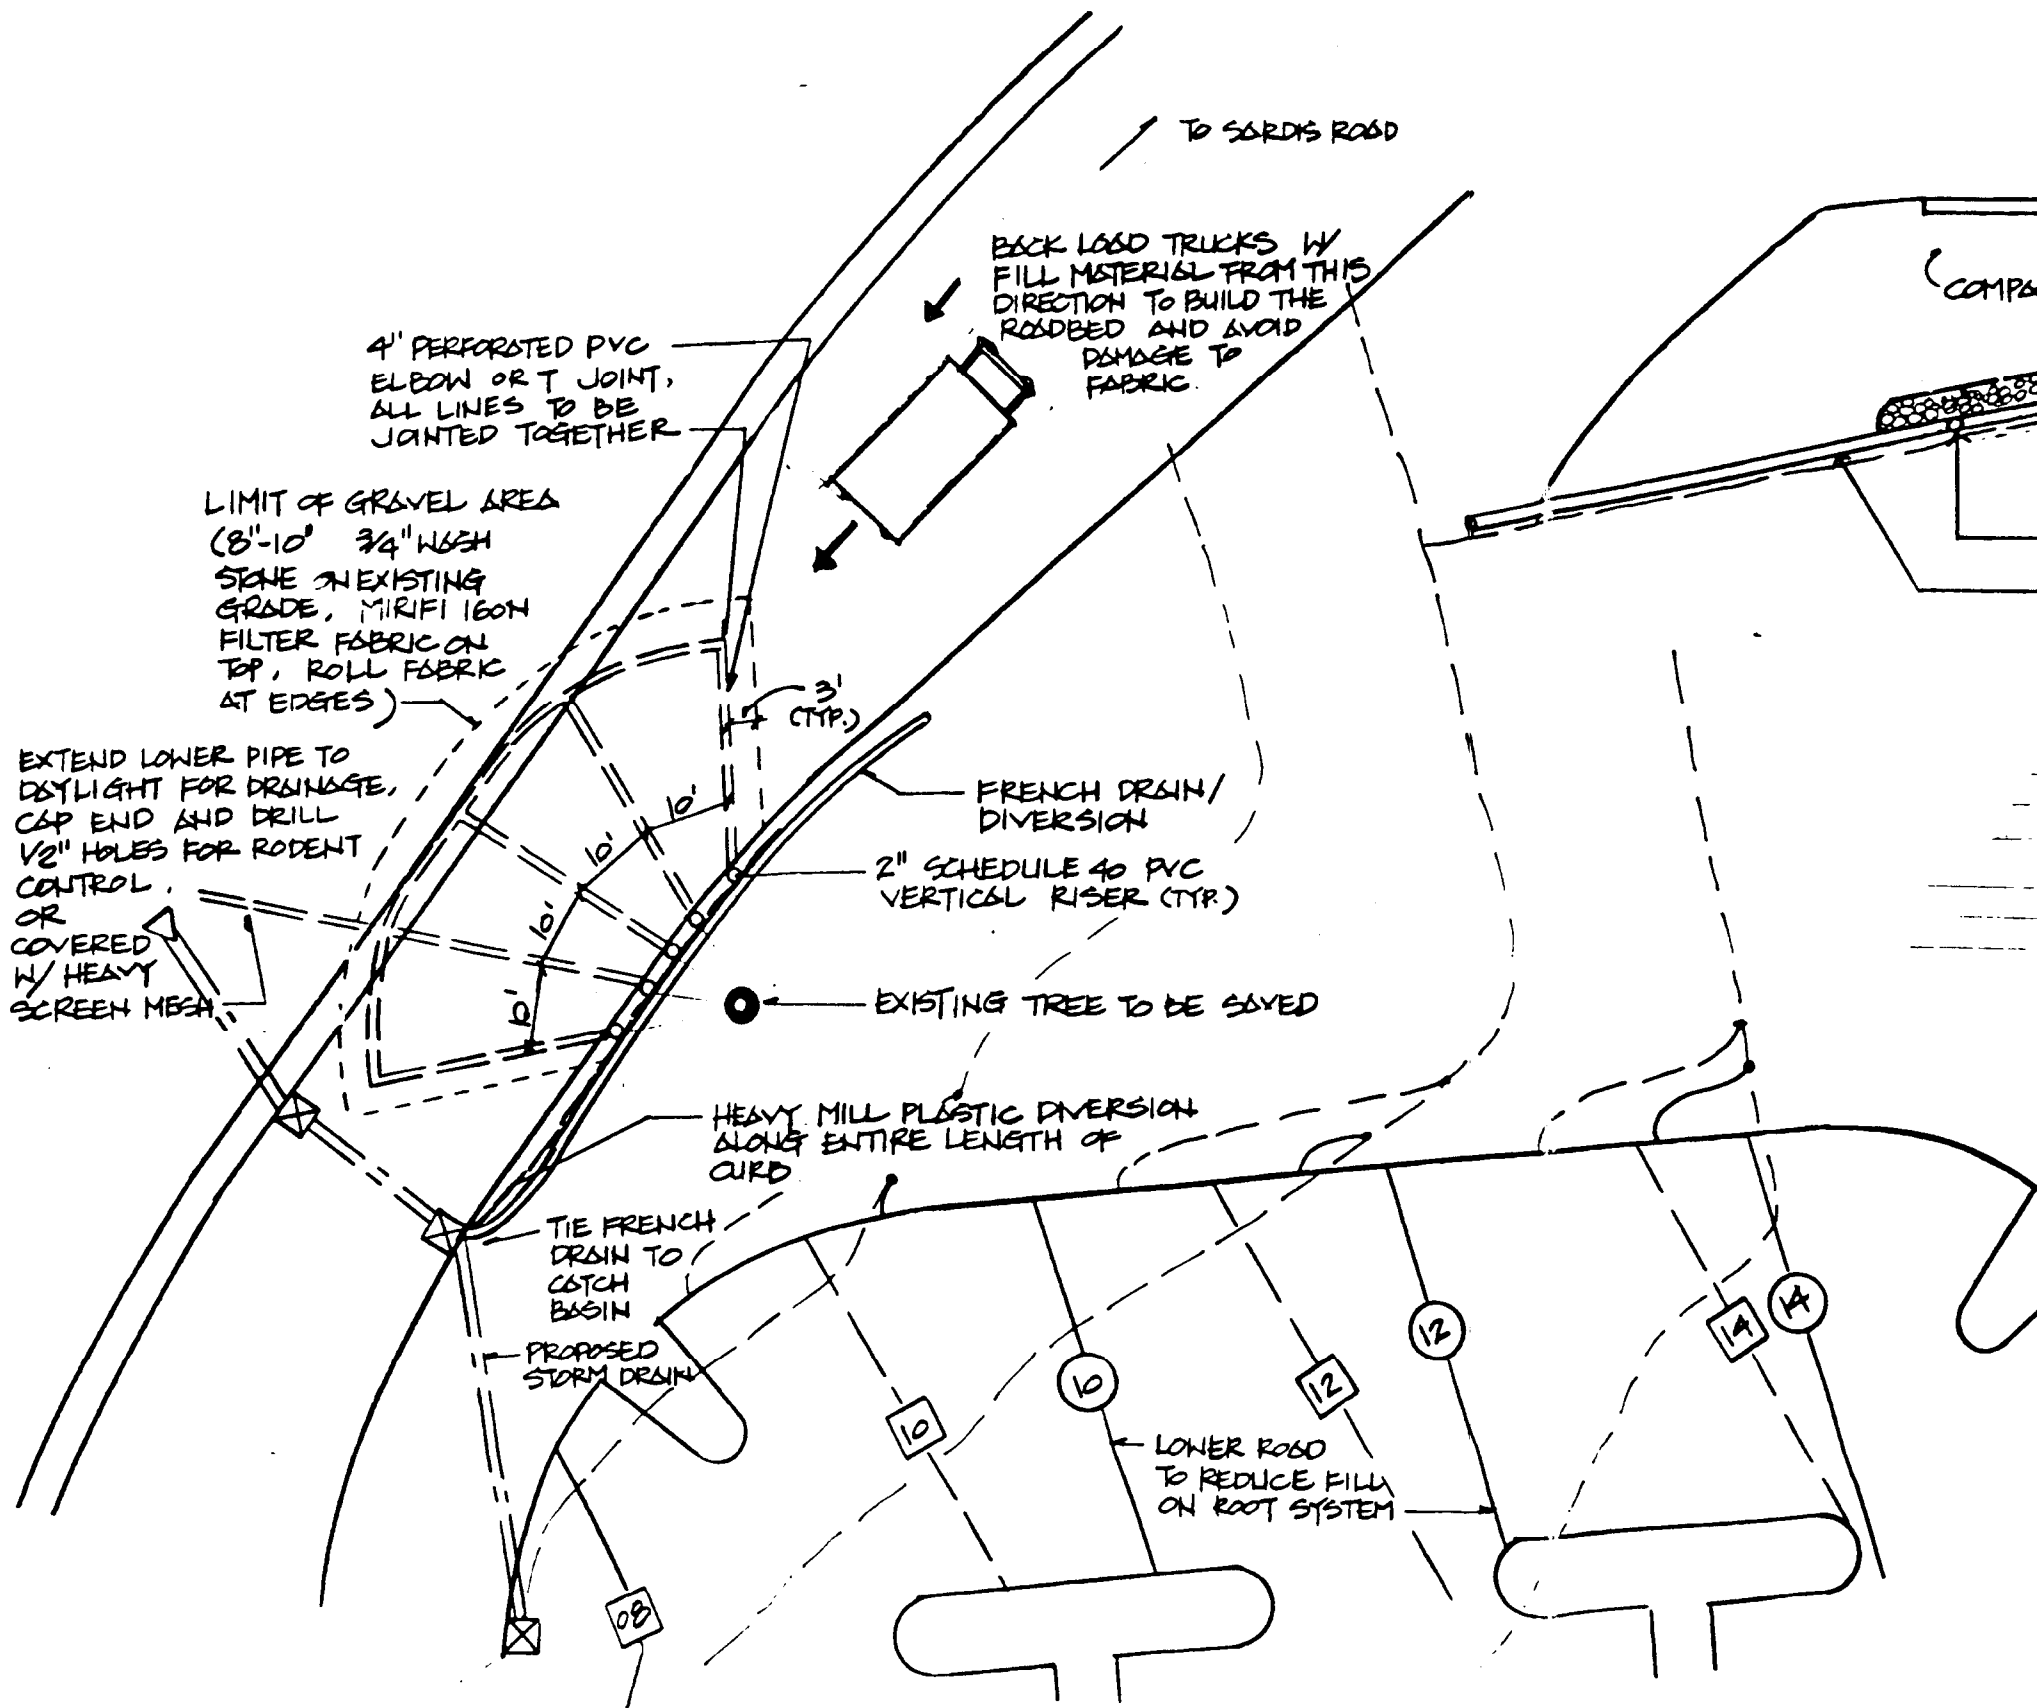 TO SARDIS ROAD
BACK LOAD TRUCKS W/
FILL MATERIAL FROM THIS
DIRECTION TO BUILD THE
ROADBED AND AVOID
DAMAGE TO
FABRIC.
COMPA
4" PERFORATED PVC
ELBOW OR T JOINT,
ALL LINES TO BE
JOINTED TOGETHER
LIMIT OF GRAVEL AREA
(8"-10" 3/4" WASH
STONE ON EXISTING
GRADE, MIRIFI 160N
FILTER FABRIC ON
TOP, ROLL FABRIC
AT EDGES)
3'
(TYP.)
EXTEND LOWER PIPE TO
DAYLIGHT FOR DRAINAGE,
CAP END AND DRILL
1/2" HOLES FOR RODENT
CONTROL.
OR
COVERED
W/ HEAVY
SCREEN MESH
10'
10'
10'
10'
FRENCH DRAIN/
DIVERSION
2" SCHEDULE 40 PVC
VERTICAL RISER (TYP.)
EXISTING TREE TO BE SAVED
HEAVY MILL PLASTIC DIVERSION
ALONG ENTIRE LENGTH OF
CURB
TIE FRENCH
DRAIN TO
CATCH
BASIN
PROPOSED
STORM DRAIN
08
10
10
12
12
14
14
LOWER ROAD
TO REDUCE FILL
ON ROOT SYSTEM